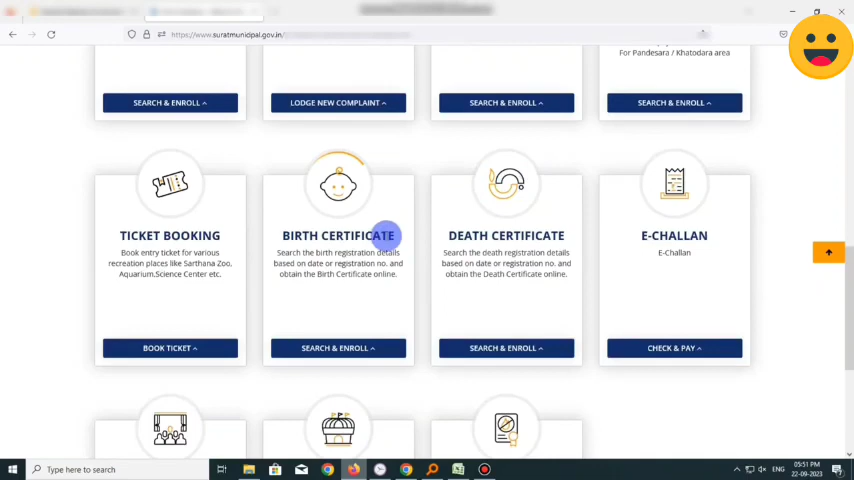 https://www.suratmunicipal.gov.in/
For Pandesara / Khatodara area
SEARCH & ENROLL ^
LODGE NEW COMPLAINT ^
SEARCH & ENROLL ^
SEARCH & ENROLL ^
TICKET BOOKING
Book entry ticket for various
recreation places like Sarthana Zoo,
Aquarium,Science Center etc.
BOOK TICKET ^
BIRTH CERTIFICATE
Search the birth registration details
based on date or registration no. and
obtain the Birth Certificate online.
SEARCH & ENROLL ^
DEATH CERTIFICATE
Search the death registration details
based on date or registration no. and
obtain the Death Certificate online.
SEARCH & ENROLL ^
E-CHALLAN
E-Challan
CHECK & PAY ^
Type here to search
ENG
05:51 PM
22-09-2023